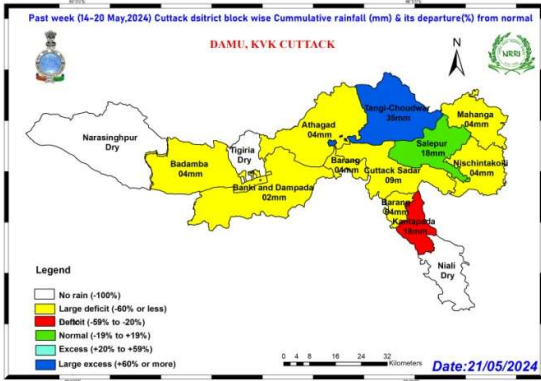 Past week (14-20 May,2024) Cuttack dsitrict block wise Cummulative rainfall (mm) & its departure(%) from normal
DAMU, KVK CUTTACK
N
NRRI
Narasinghpur
Dry
Badamba
04mm
Tigiria
Dry
Banki and Dampada
02mm
Athagad
04mm
Tangi-Choudwar
35mm
Barang
04mm
Cuttack Sadar
09m
Salepur
18mm
Mahanga
04mm
Nischintakoili
04mm
Barang
04mm
Kantapada
Niali
Dry
Legend
No rain (-100%)
Large deficit (-60% or less)
Deficit (-59% to -20%)
Normal (-19% to +19%)
Excess (+20% to +59%)
Large excess (+60% or more)
0 4 8 16 24 32
Kilometers
Date:21/05/2024